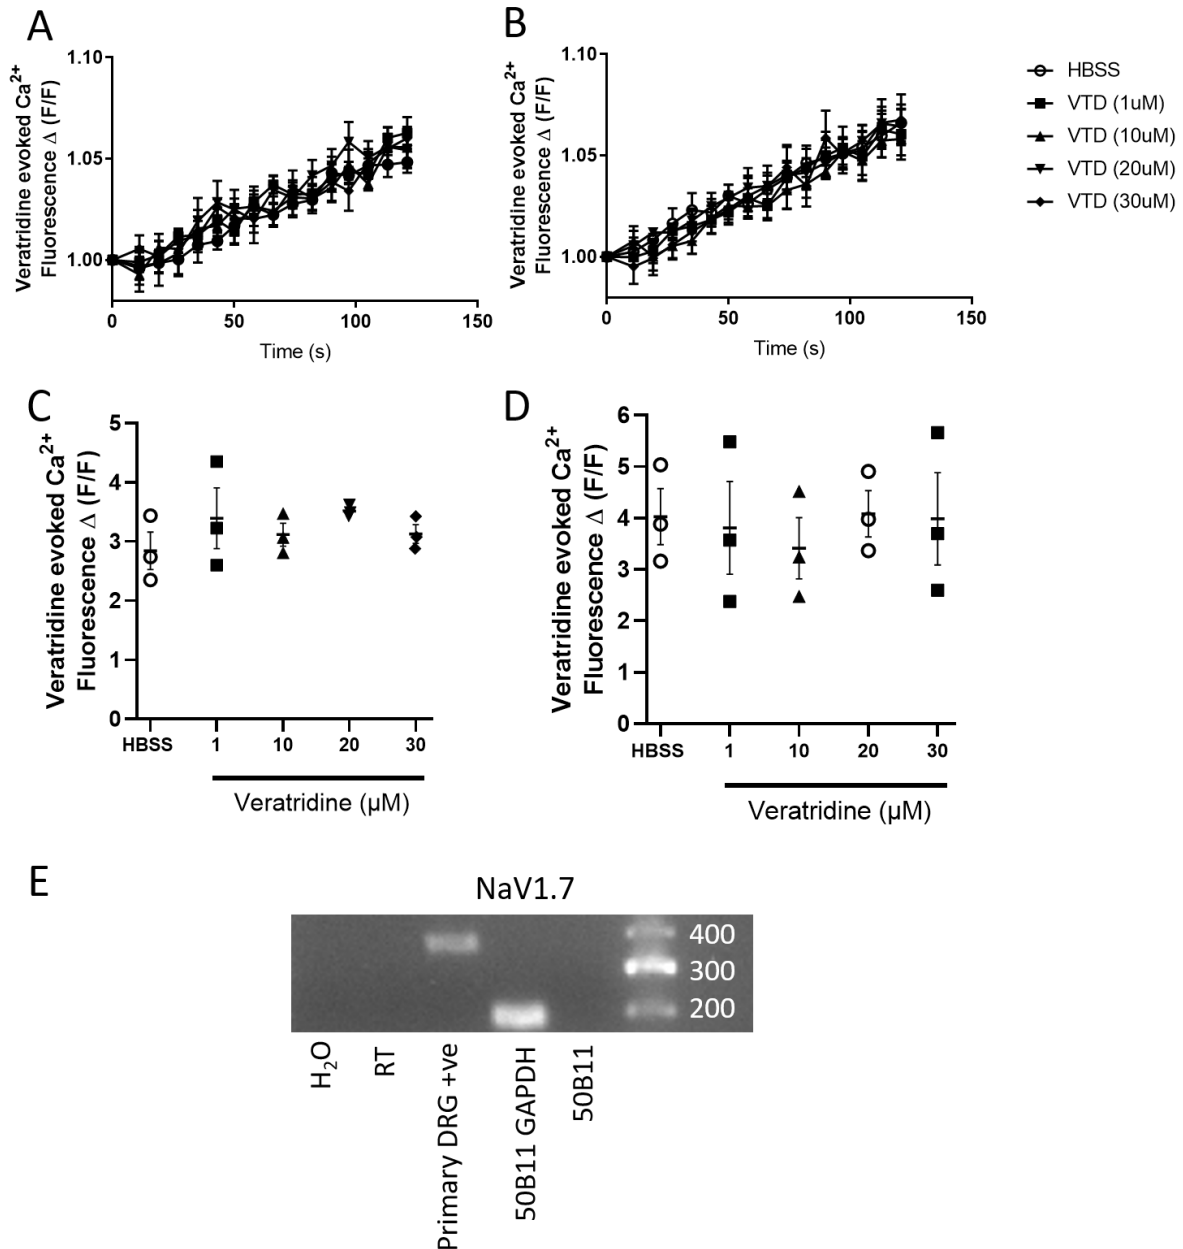 A
Veratridine evoked Ca2+
Fluorescence Δ (F/F)
1.10
1.05
1.00
0
50
100
150
Time (s)
B
Veratridine evoked Ca2+
Fluorescence Δ (F/F)
1.10
1.05
1.00
0
50
100
150
Time (s)
HBSS
VTD (1uM)
VTD (10uM)
VTD (20uM)
VTD (30uM)
C
Veratridine evoked Ca2+
Fluorescence Δ (F/F)
5
4
3
2
1
0
HBSS
1
10
20
30
Veratridine (µM)
D
Veratridine evoked Ca2+
Fluorescence Δ (F/F)
6
5
4
3
2
1
0
HBSS
1
10
20
30
Veratridine (µM)
E
NaV1.7
400
300
200
H2O
RT
Primary DRG +ve
50B11 GAPDH
50B11